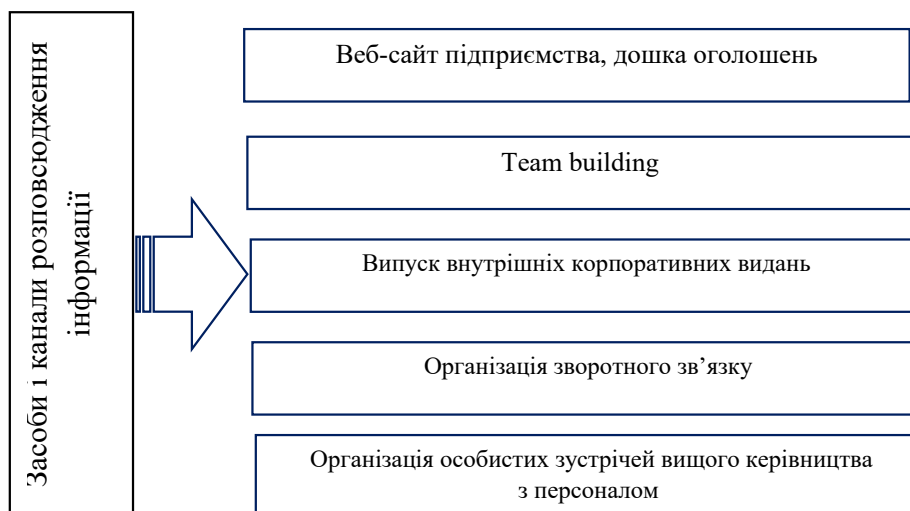 Засоби і канали розповсюдження
інформації
Веб-сайт підприємства, дошка оголошень
Team building
Випуск внутрішніх корпоративних видань
Організація зворотного зв’язку
Організація особистих зустрічей вищого керівництва
з персоналом